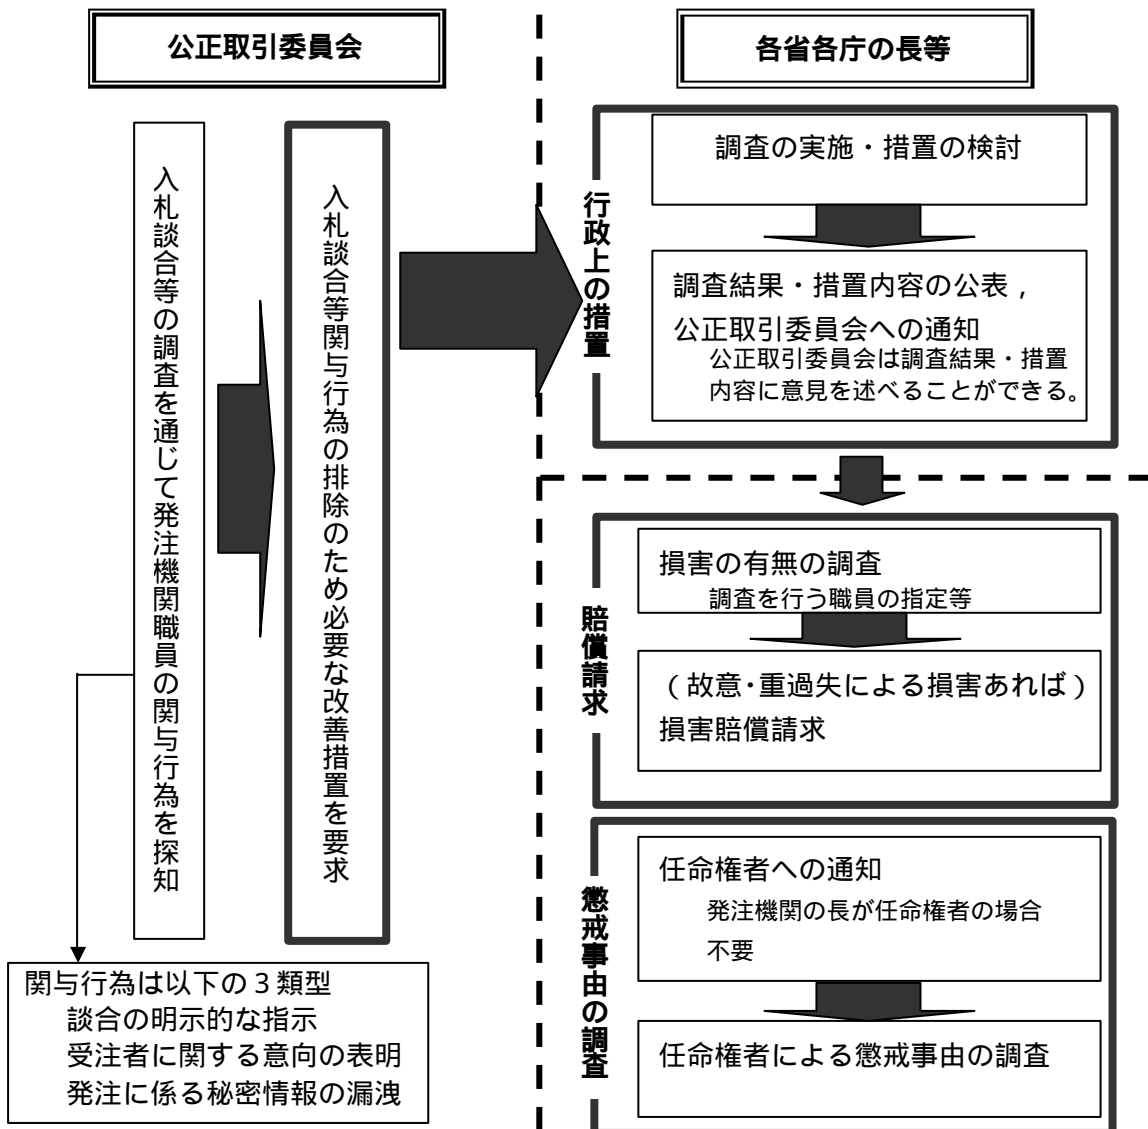 公正取引委員会
入札談合等の調査を通じて発注機関職員の関与行為を探知
入札談合等関与行為の排除のため必要な改善措置を要求
関与行為は以下の３類型
談合の明示的な指示
受注者に関する意向の表明
発注に係る秘密情報の漏洩
各省各庁の長等
行政上の措置
調査の実施・措置の検討
調査結果・措置内容の公表，
公正取引委員会への通知
公正取引委員会は調査結果・措置
内容に意見を述べることができる。
賠償請求
損害の有無の調査
調査を行う職員の指定等
（故意・重過失による損害あれば）
損害賠償請求
懲戒事由の調査
任命権者への通知
発注機関の長が任命権者の場合
不要
任命権者による懲戒事由の調査